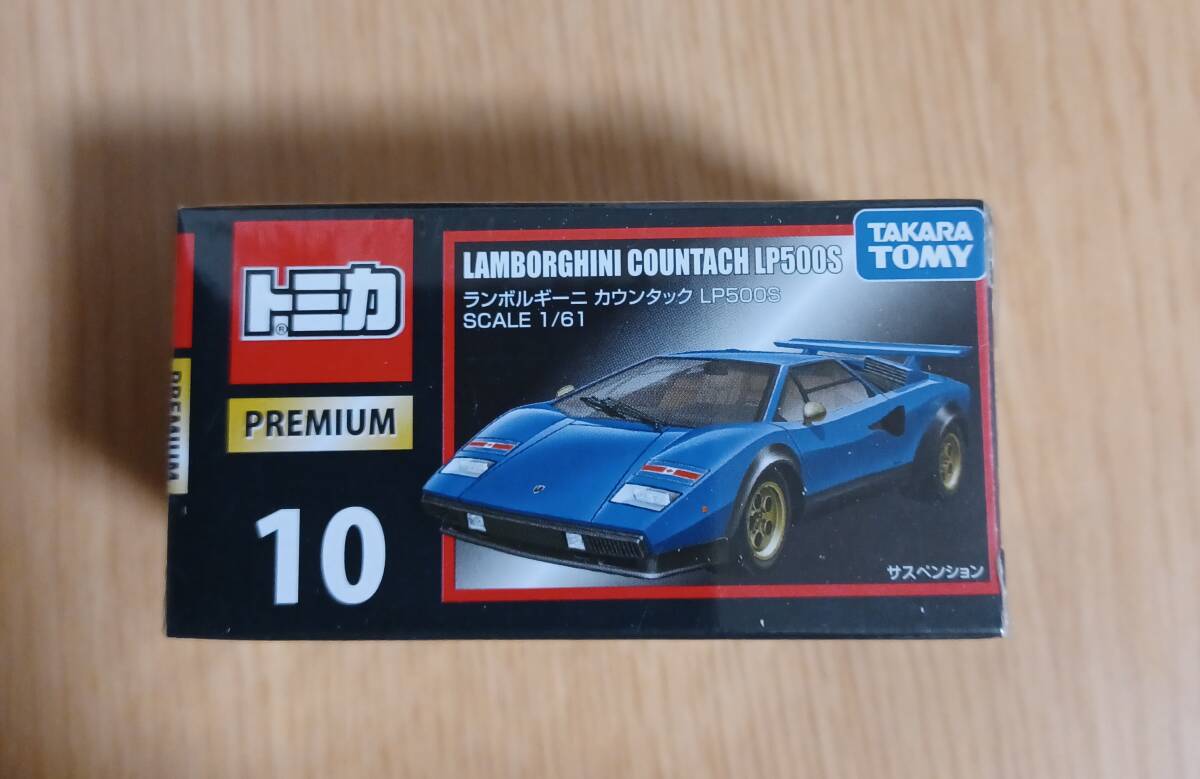 トミカ
®
PREMIUM
10
PREMIUM
LAMBORGHINI COUNTACH LP500S
ランボルギーニ カウンタック LP500S
SCALE 1/61
TAKARA
TOMY
サスペンション